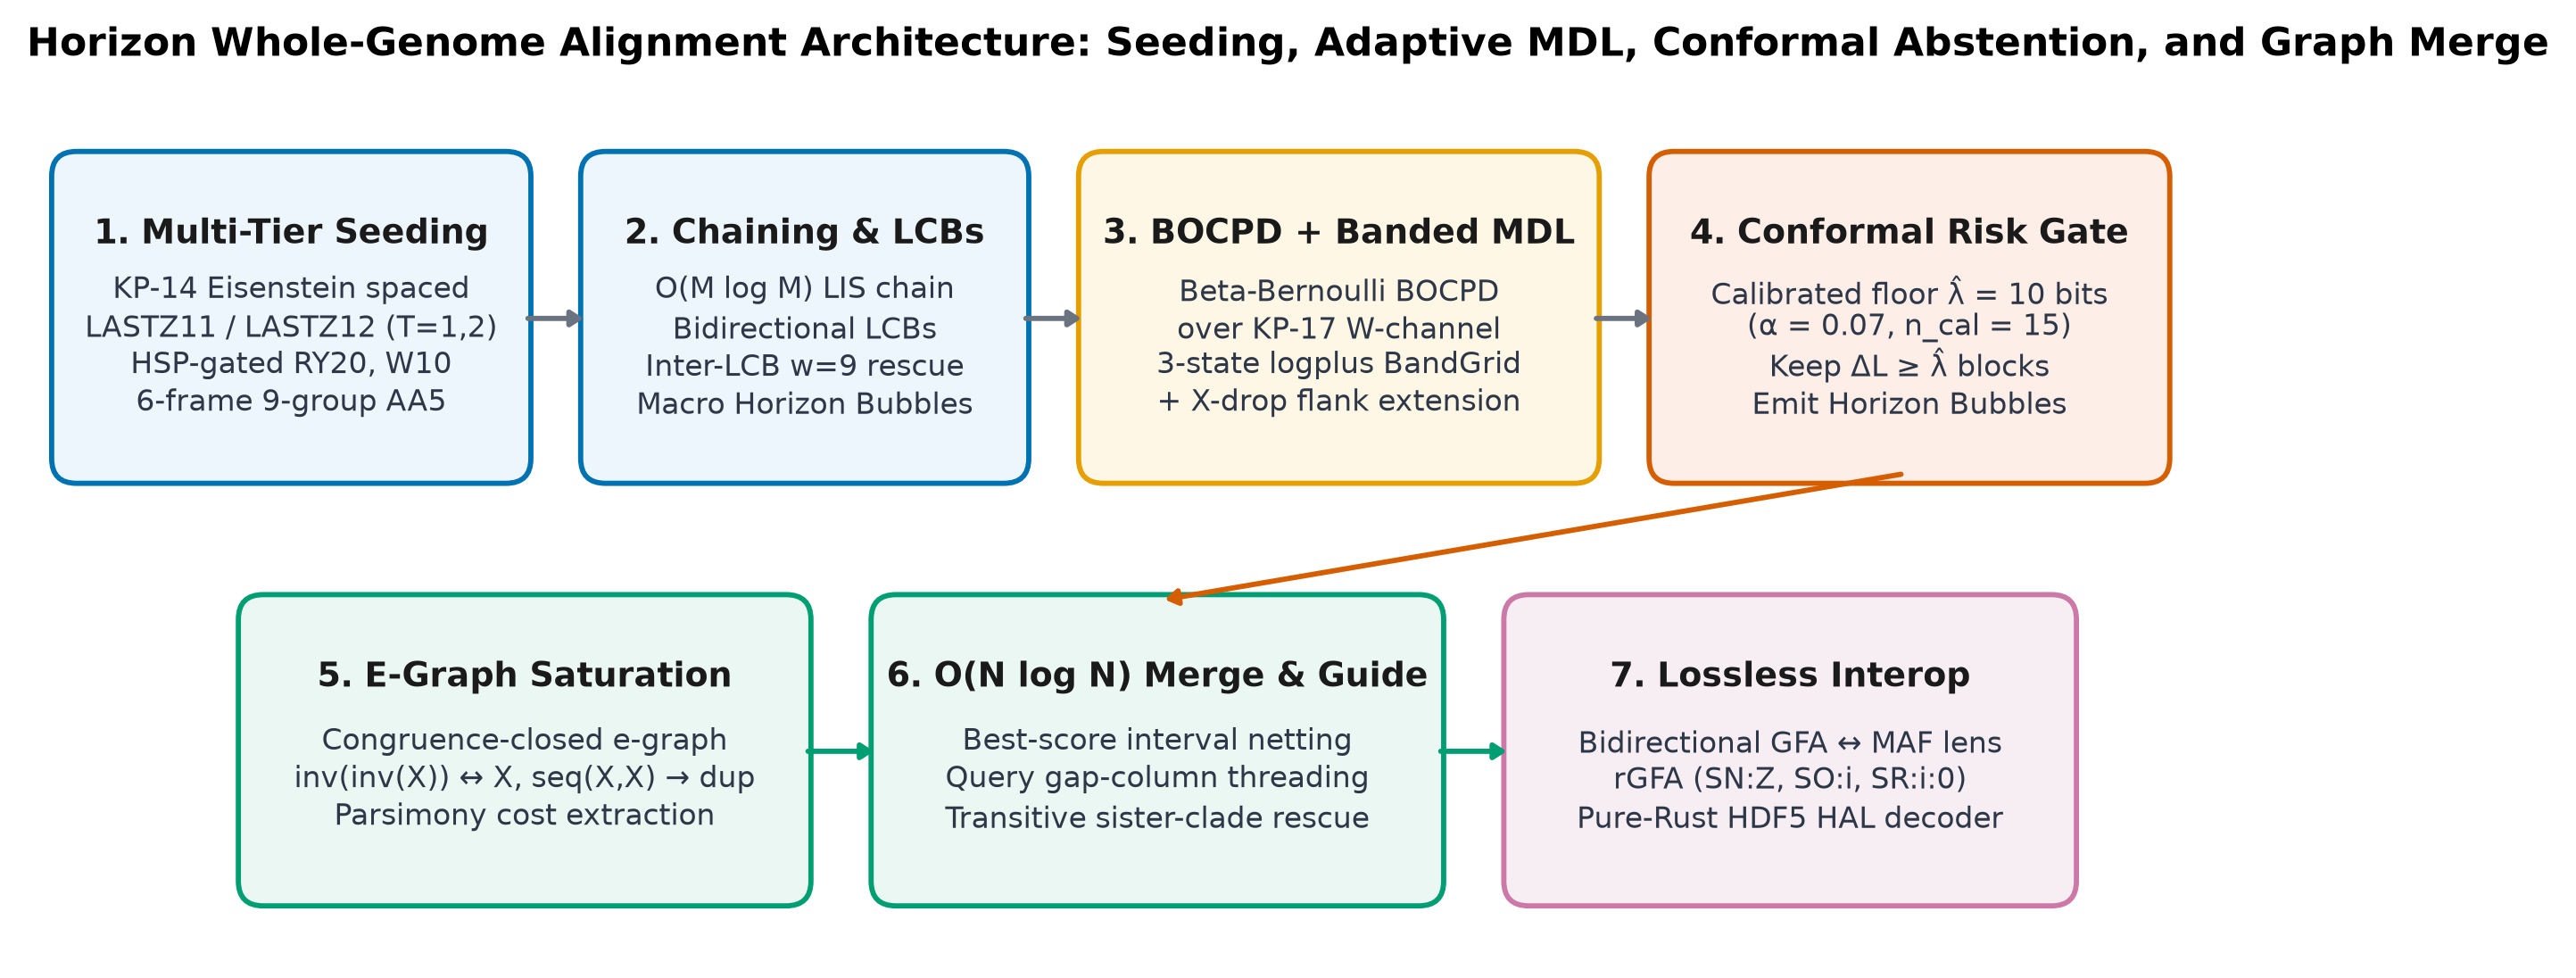 Horizon Whole-Genome Alignment Architecture: Seeding, Adaptive MDL, Conformal Abstention, and Graph Merge
1. Multi-Tier Seeding
KP-14 Eisenstein spaced
LASTZ11 / LASTZ12 (T=1,2)
HSP-gated RY20, W10
6-frame 9-group AA5
2. Chaining & LCBs
O(M log M) LIS chain
Bidirectional LCBs
Inter-LCB w=9 rescue
Macro Horizon Bubbles
3. BOCPD + Banded MDL
Beta-Bernoulli BOCPD
over KP-17 W-channel
3-state logplus BandGrid
+ X-drop flank extension
4. Conformal Risk Gate
Calibrated floor λ̂ = 10 bits
(α = 0.07, n_cal = 15)
Keep ΔL ≥ λ̂ blocks
Emit Horizon Bubbles
5. E-Graph Saturation
Congruence-closed e-graph
inv(inv(X)) ↔ X, seq(X,X) → dup
Parsimony cost extraction
6. O(N log N) Merge & Guide
Best-score interval netting
Query gap-column threading
Transitive sister-clade rescue
7. Lossless Interop
Bidirectional GFA ↔ MAF lens
rGFA (SN:Z, SO:i, SR:i:0)
Pure-Rust HDF5 HAL decoder